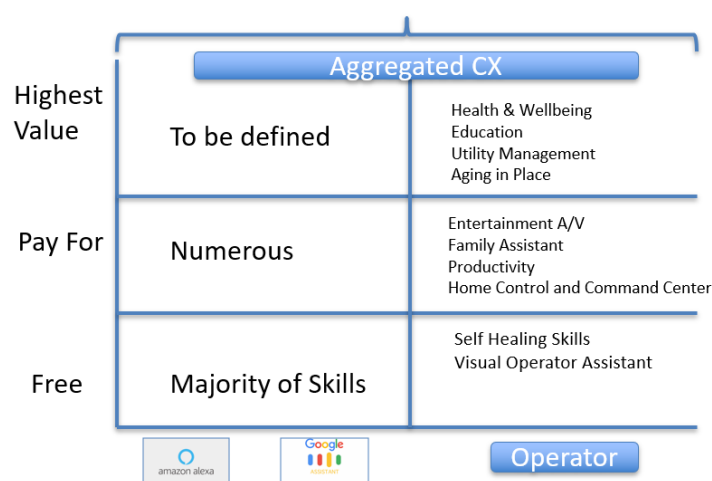 Aggregated CX
Highest
Value
To be defined
Health & Wellbeing
Education
Utility Management
Aging in Place
Pay For
Numerous
Entertainment A/V
Family Assistant
Productivity
Home Control and Command Center
Free
Majority of Skills
Self Healing Skills
Visual Operator Assistant
amazon alexa
Google
ASSISTANT
Operator